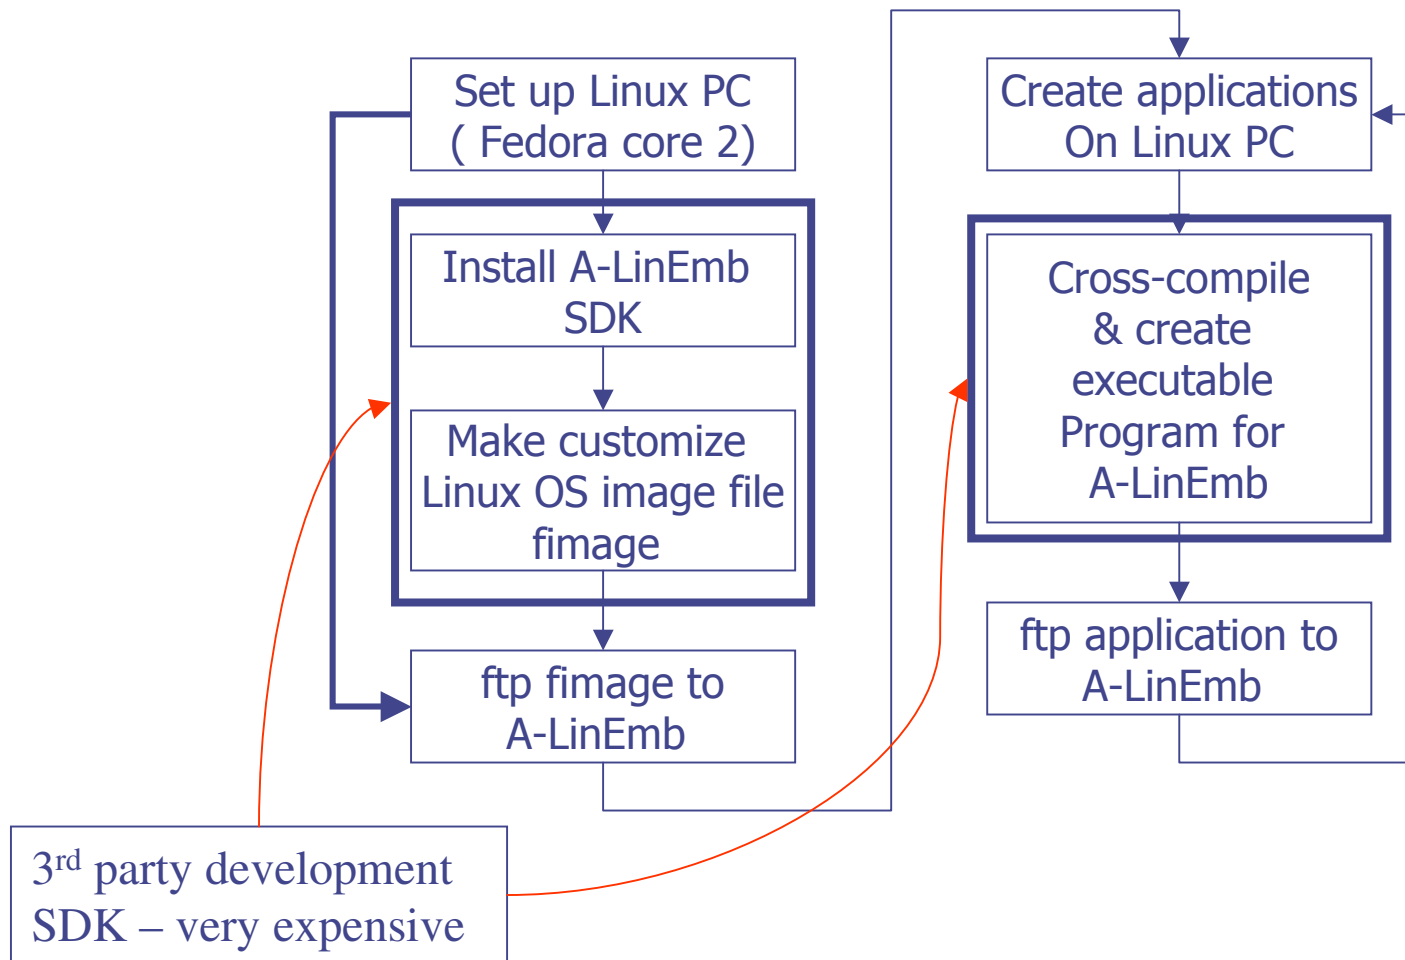 Set up Linux PC
( Fedora core 2)
Install A-LinEmb
SDK
Make customize
Linux OS image file
fimage
ftp fimage to
A-LinEmb
Create applications
On Linux PC
Cross-compile
& create
executable
Program for
A-LinEmb
ftp application to
A-LinEmb
3rd party development
SDK – very expensive